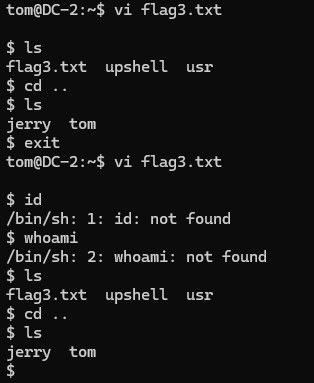 tom@DC-2:~$ vi flag3.txt
$ ls
flag3.txt  upshell  usr
$ cd ..
$ ls
jerry  tom
$ exit
tom@DC-2:~$ vi flag3.txt
$ id
/bin/sh: 1: id: not found
$ whoami
/bin/sh: 2: whoami: not found
$ ls
flag3.txt  upshell  usr
$ cd ..
$ ls
jerry  tom
$